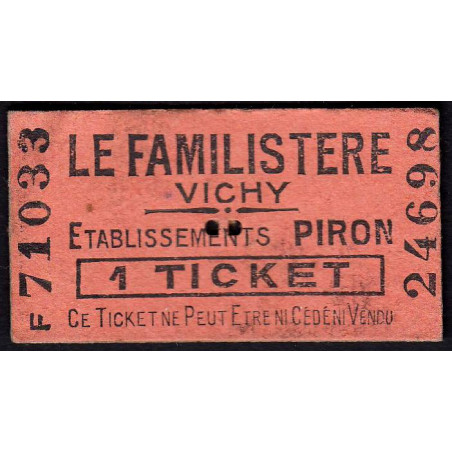 F 71033
LE FAMILISTERE
VICHY
ETABLISSEMENTS PIRON
1 TICKET
CE TICKET NE PEUT ETRE NI CÉDÉ NI VENDU
24698